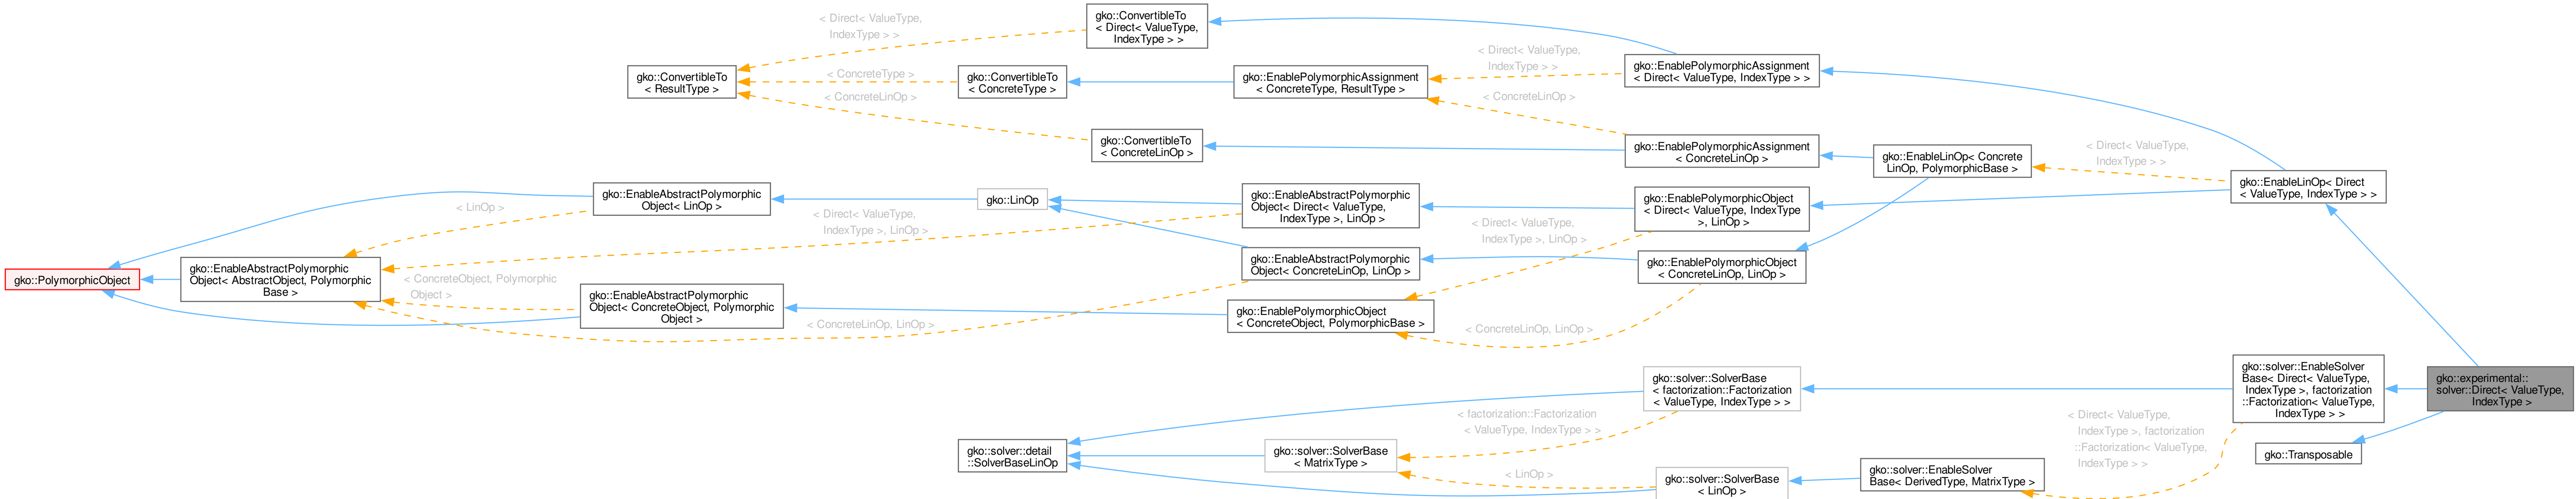 gko::PolymorphicObject
gko::EnableAbstractPolymorphic
Object< AbstractObject, Polymorphic
Base >
gko::EnableAbstractPolymorphic
Object< LinOp >
< LinOp >
< ConcreteObject, Polymorphic
Object >
gko::EnableAbstractPolymorphic
Object< ConcreteObject, Polymorphic
Object >
gko::ConvertibleTo
< ResultType >
< Direct< ValueType,
IndexType > >
< ConcreteType >
< ConcreteLinOp >
< Direct< ValueType,
IndexType >, LinOp >
< ConcreteLinOp, LinOp >
gko::ConvertibleTo
< Direct< ValueType,
IndexType > >
gko::ConvertibleTo
< ConcreteType >
gko::ConvertibleTo
< ConcreteLinOp >
gko::LinOp
gko::solver::detail
::SolverBaseLinOp
gko::EnablePolymorphicAssignment
< ConcreteType, ResultType >
gko::EnableAbstractPolymorphic
Object< Direct< ValueType,
IndexType >, LinOp >
gko::EnableAbstractPolymorphic
Object< ConcreteLinOp, LinOp >
gko::EnablePolymorphicObject
< ConcreteObject, PolymorphicBase >
gko::solver::SolverBase
< MatrixType >
< Direct< ValueType,
IndexType > >
< ConcreteLinOp >
< Direct< ValueType,
IndexType >, LinOp >
< ConcreteLinOp, LinOp >
< factorization::Factorization
< ValueType, IndexType > >
< LinOp >
gko::EnablePolymorphicAssignment
< Direct< ValueType, IndexType > >
gko::EnablePolymorphicAssignment
< ConcreteLinOp >
gko::EnablePolymorphicObject
< Direct< ValueType, IndexType
>, LinOp >
gko::EnablePolymorphicObject
< ConcreteLinOp, LinOp >
gko::solver::SolverBase
< factorization::Factorization
< ValueType, IndexType > >
gko::solver::SolverBase
< LinOp >
gko::EnableLinOp< Concrete
LinOp, PolymorphicBase >
gko::solver::EnableSolver
Base< DerivedType, MatrixType >
< Direct< ValueType,
IndexType > >
< Direct< ValueType,
IndexType >, factorization
::Factorization< ValueType,
IndexType > >
gko::EnableLinOp< Direct
< ValueType, IndexType > >
gko::solver::EnableSolver
Base< Direct< ValueType,
IndexType >, factorization
::Factorization< ValueType,
IndexType > >
gko::Transposable
gko::experimental::
solver::Direct< ValueType,
IndexType >